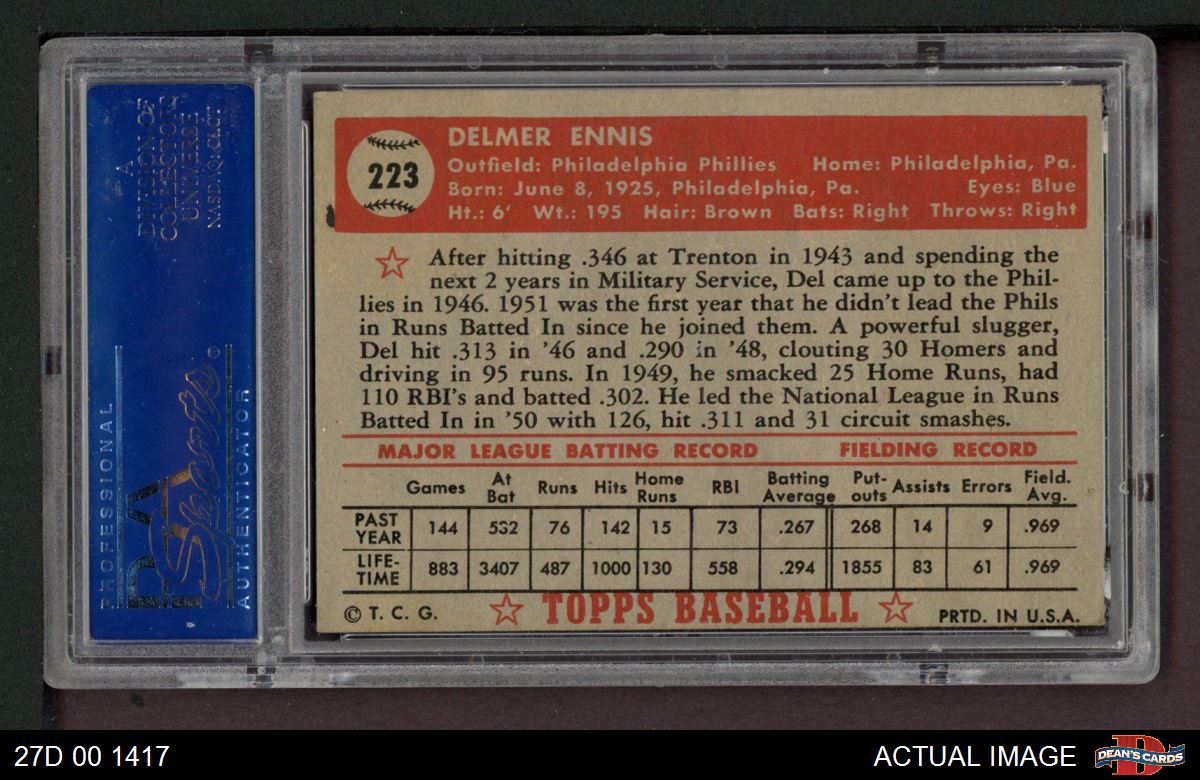 A
DIVISION OF
COLLECTORS
UNIVERSE
NASDAQ: CLCT
PROFESSIONAL
PSA
Sports
AUTHENTICATOR
223
DELMER ENNIS
Outfield: Philadelphia Phillies Home: Philadelphia, Pa.
Born: June 8, 1925, Philadelphia, Pa. Eyes: Blue
Ht.: 6' Wt.: 195 Hair: Brown Bats: Right Throws: Right
After hitting .346 at Trenton in 1943 and spending the
next 2 years in Military Service, Del came up to the Phil-
lies in 1946. 1951 was the first year that he didn't lead the Phils
in Runs Batted In since he joined them. A powerful slugger,
Del hit .313 in '46 and .290 in '48, clouting 30 Homers and
driving in 95 runs. In 1949, he smacked 25 Home Runs, had
110 RBI's and batted .302. He led the National League in Runs
Batted In in '50 with 126, hit .311 and 31 circuit smashes.
MAJOR LEAGUE BATTING RECORD FIELDING RECORD
Games At Bat Runs Hits Home Runs RBI Batting Average Put-outs Assists Errors Field. Avg.
PAST YEAR 144 532 76 142 15 73 .267 268 14 9 .969
LIFE-TIME 883 3407 487 1000 130 558 .294 1855 83 61 .969
© T. C. G. TOPPS BASEBALL PRTD. IN U.S.A.
27D 00 1417 ACTUAL IMAGE DEAN'S CARDS